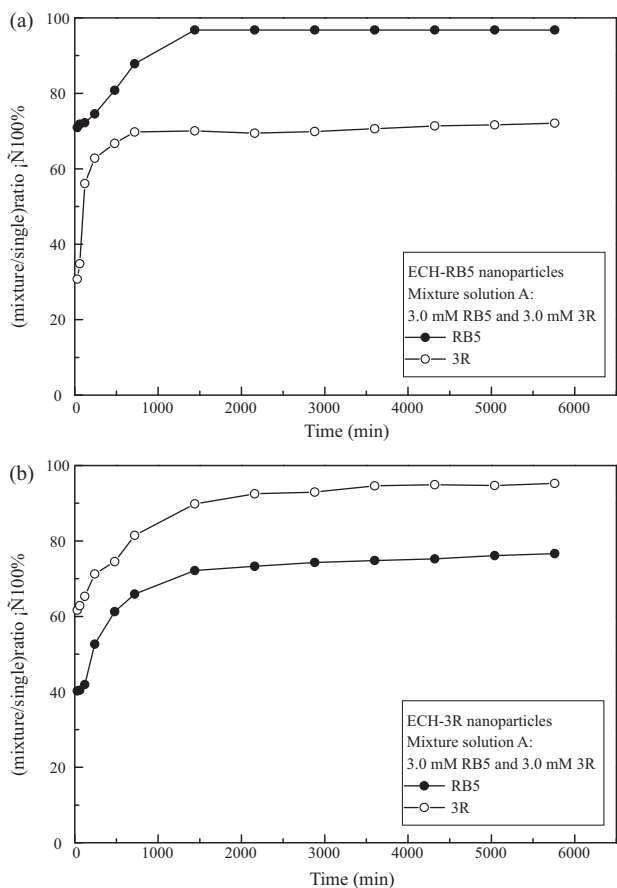 (a)
100
80
60
40
20
0
(mixture/single)ratio ¡Ñ100%
ECH-RB5 nanoparticles
Mixture solution A:
3.0 mM RB5 and 3.0 mM 3R
RB5
3R
0 1000 2000 3000 4000 5000 6000
Time (min)
(b)
100
80
60
40
20
0
(mixture/single)ratio ¡Ñ100%
ECH-3R nanoparticles
Mixture solution A:
3.0 mM RB5 and 3.0 mM 3R
RB5
3R
0 1000 2000 3000 4000 5000 6000
Time (min)